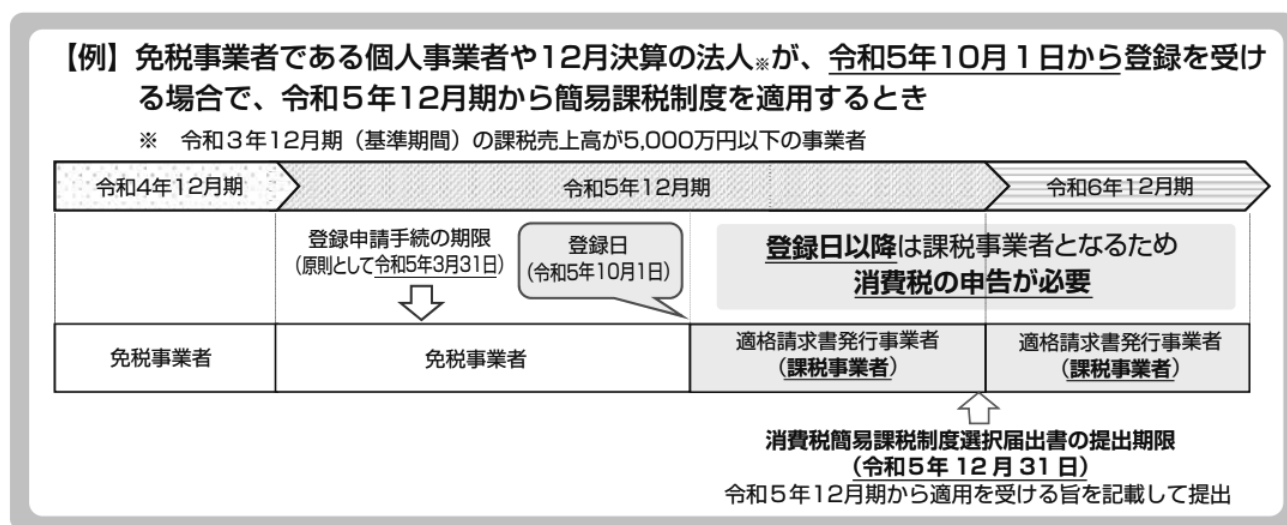 【例】免税事業者である個人事業者や12月決算の法人※が、令和5年10月1日から登録を受け
る場合で、令和5年12月期から簡易課税制度を適用するとき
※ 令和3年12月期（基準期間）の課税売上高が5,000万円以下の事業者
令和4年12月期
令和5年12月期
令和6年12月期
登録申請手続の期限
（原則として令和5年3月31日）
登録日
（令和5年10月1日）
登録日以降は課税事業者となるため
消費税の申告が必要
免税事業者
免税事業者
適格請求書発行事業者
（課税事業者）
適格請求書発行事業者
（課税事業者）
消費税簡易課税制度選択届出書の提出期限
（令和5年12月31日）
令和5年12月期から適用を受ける旨を記載して提出